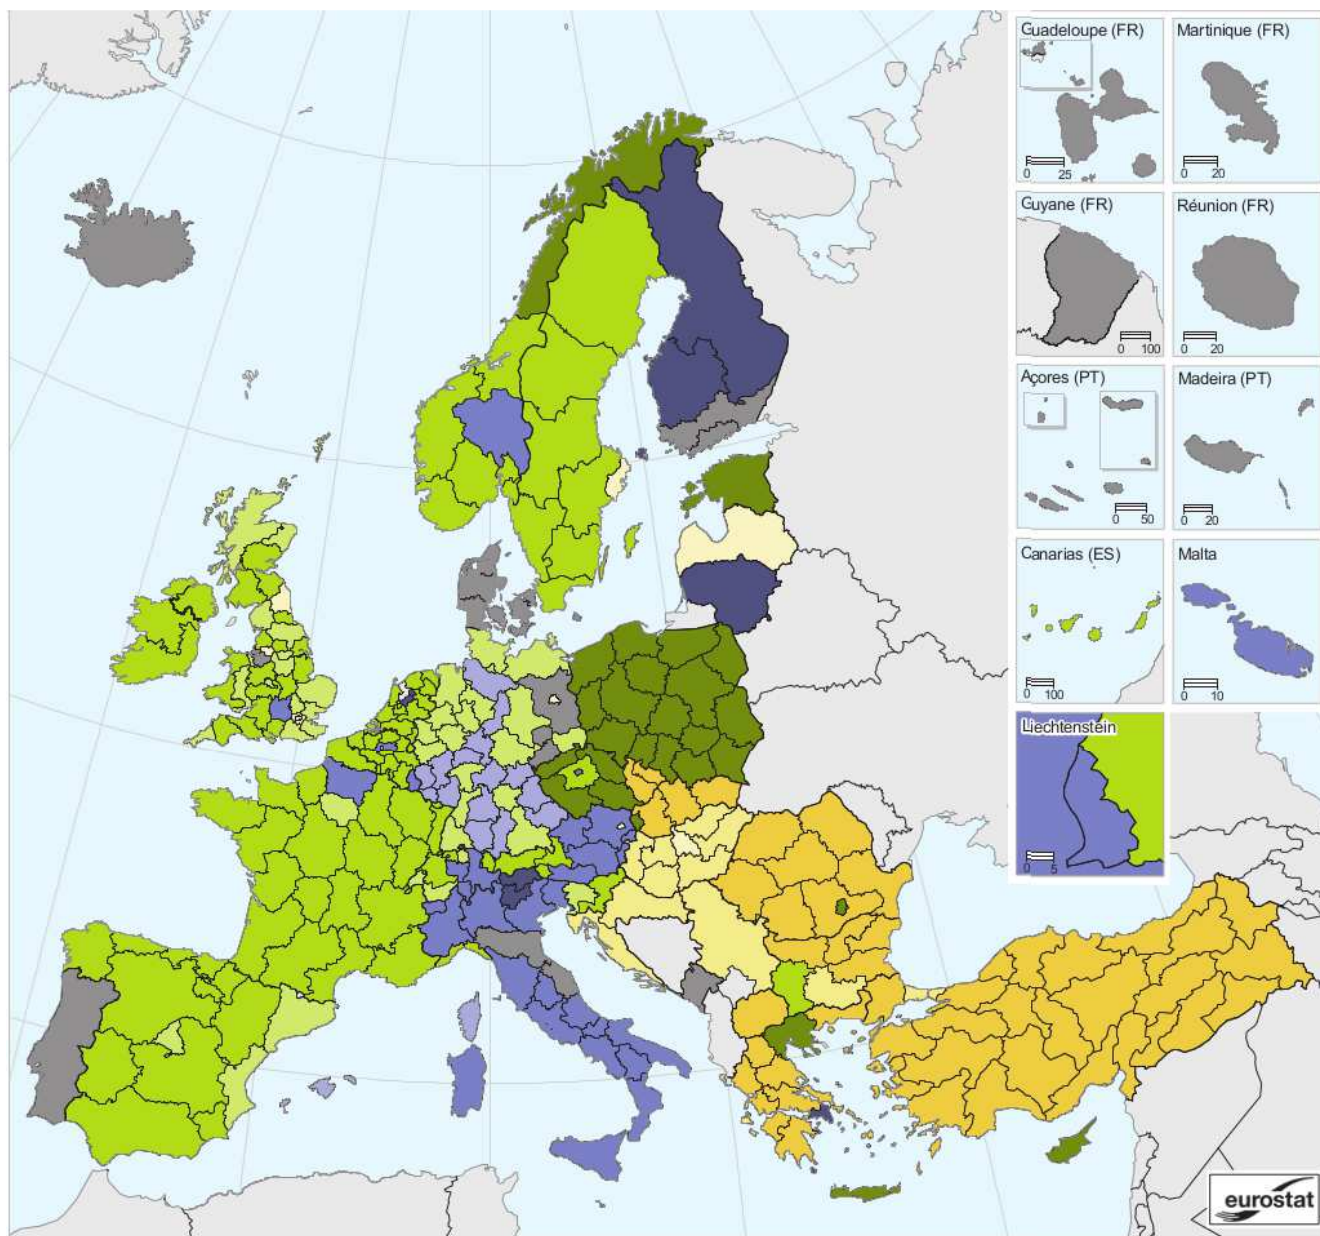 Guadeloupe (FR)
0 25
Martinique (FR)
0 20
Guyane (FR)
0 100
Réunion (FR)
0 20
Açores (PT)
0 50
Madeira (PT)
0 20
Canarias (ES)
0 100
Malta
0 10
Liechtenstein
0 5
eurostat